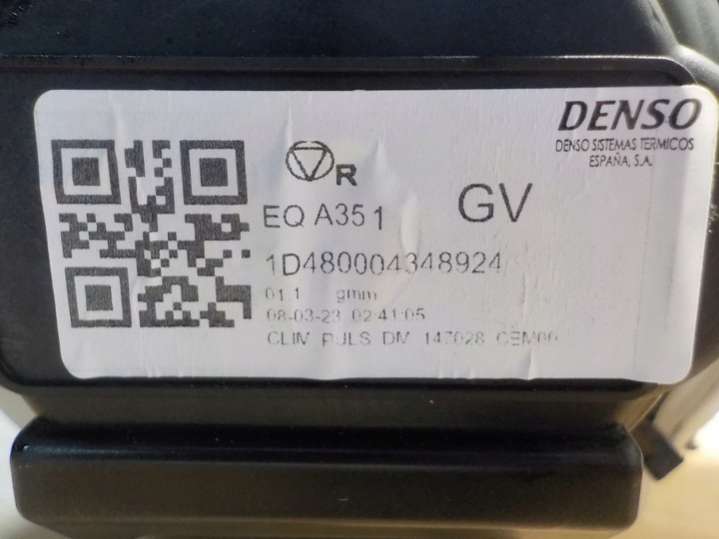 DENSO
DENSO SISTEMAS TERMICOS
ESPAÑA, S.A.
R
GV
EQ A351
1D480004348924
01 1 gmm
08-03-23 02:41:05
CLIM PULS DM 147028 CEM00